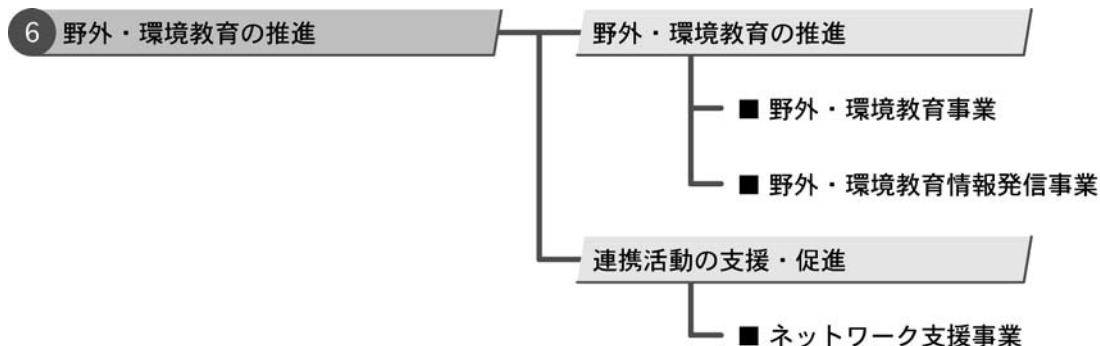 6 野外・環境教育の推進
野外・環境教育の推進
■ 野外・環境教育事業
■ 野外・環境教育情報発信事業
連携活動の支援・促進
■ ネットワーク支援事業